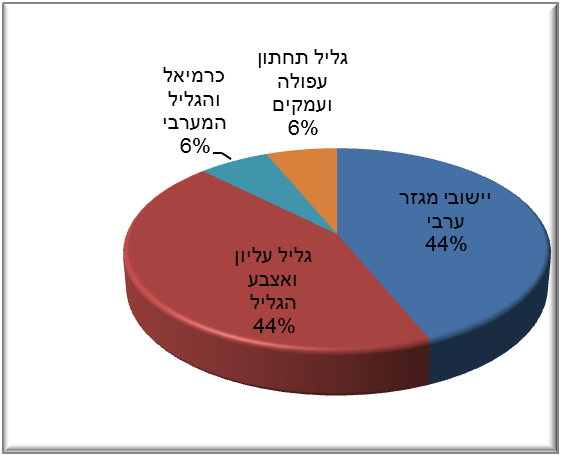 גליל תחתון
עפולה
ועמקים
6%
כרמיאל
והגליל
המערבי
6%
יישובי מגזר
ערבי
44%
גליל עליון
ואצבע
הגליל
44%